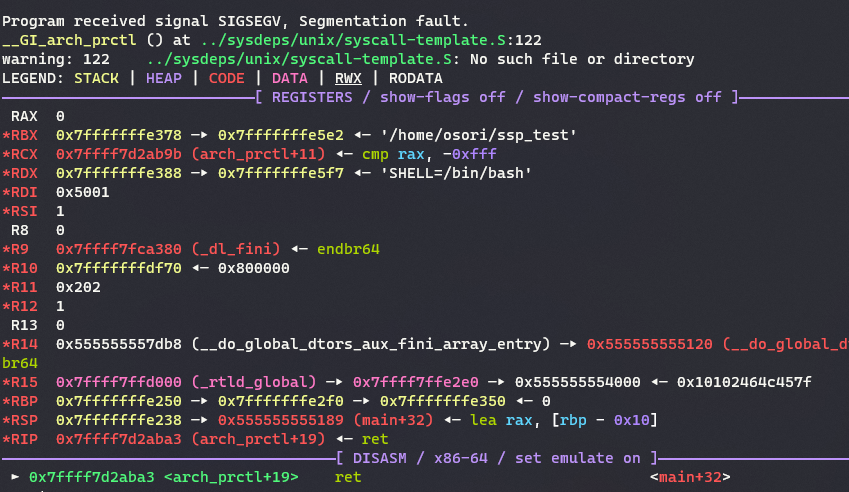 Program received signal SIGSEGV, Segmentation fault.
__GI_arch_prctl () at ../sysdeps/unix/syscall-template.S:122
warning: 122    ../sysdeps/unix/syscall-template.S: No such file or directory
LEGEND: STACK | HEAP | CODE | DATA | RWX | RODATA
[ REGISTERS / show-flags off / show-compact-regs off ]
RAX  0
*RBX  0x7fffffffe378 —▸ 0x7fffffffe5e2 ◂— '/home/osori/ssp_test'
*RCX  0x7ffff7d2ab9b (arch_prctl+11) ◂— cmp rax, -0xfff
*RDX  0x7fffffffe388 —▸ 0x7fffffffe5f7 ◂— 'SHELL=/bin/bash'
*RDI  0x5001
*RSI  1
R8   0
*R9   0x7ffff7fca380 (_dl_fini) ◂— endbr64
*R10  0x7fffffffdf70 ◂— 0x800000
*R11  0x202
*R12  1
R13  0
*R14  0x555555557db8 (__do_global_dtors_aux_fini_array_entry) —▸ 0x555555555120 (__do_global_dt
br64
*R15  0x7ffff7ffd000 (_rtld_global) —▸ 0x7ffff7ffe2e0 —▸ 0x555555554000 ◂— 0x10102464c457f
*RBP  0x7fffffffe250 —▸ 0x7fffffffe2f0 —▸ 0x7fffffffe350 ◂— 0
*RSP  0x7fffffffe238 —▸ 0x555555555189 (main+32) ◂— lea rax, [rbp - 0x10]
*RIP  0x7ffff7d2aba3 (arch_prctl+19) ◂— ret
[ DISASM / x86-64 / set emulate on ]
► 0x7ffff7d2aba3 <arch_prctl+19>    ret    <main+32>